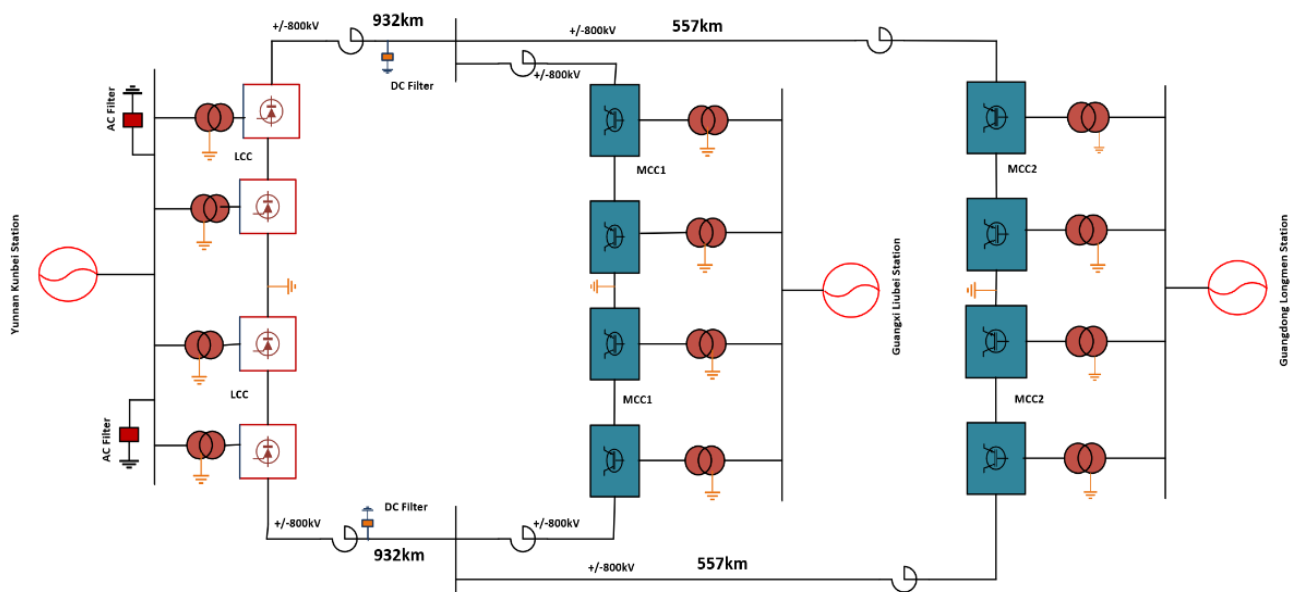 932km
+/-800kV
+/-800kV
557km
+/-800kV
DC Filter
AC Filter
LCC
MCC1
MCC2
Yunnan Kunbei Station
Guangxi Liubei Station
Guangdong Longmen Station
LCC
MCC1
MCC2
AC Filter
DC Filter
+/-800kV
+/-800kV
932km
+/-800kV
557km